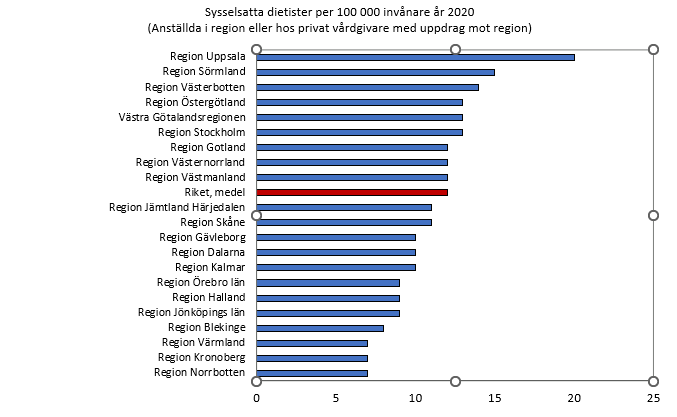 Sysselsatta dietister per 100 000 invånare år 2020
(Anställda i region eller hos privat vårdgivare med uppdrag mot region)
Region Uppsala
Region Sörmland
Region Västerbotten
Region Östergötland
Västra Götalandsregionen
Region Stockholm
Region Gotland
Region Västernorrland
Region Västmanland
Riket, medel
Region Jämtland Härjedalen
Region Skåne
Region Gävleborg
Region Dalarna
Region Kalmar
Region Örebro län
Region Halland
Region Jönköpings län
Region Blekinge
Region Värmland
Region Kronoberg
Region Norrbotten
0 5 10 15 20 25